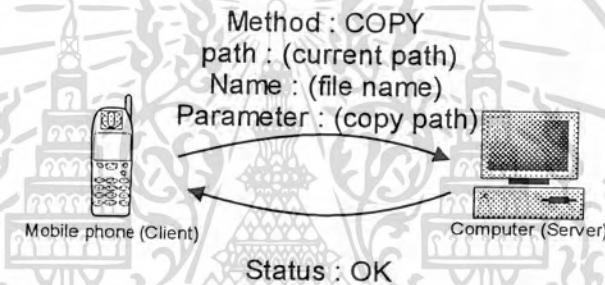 Method : COPY
path : (current path)
Name : (file name)
Parameter : (copy path)
Mobile phone (Client)
Computer (Server)
Status : OK